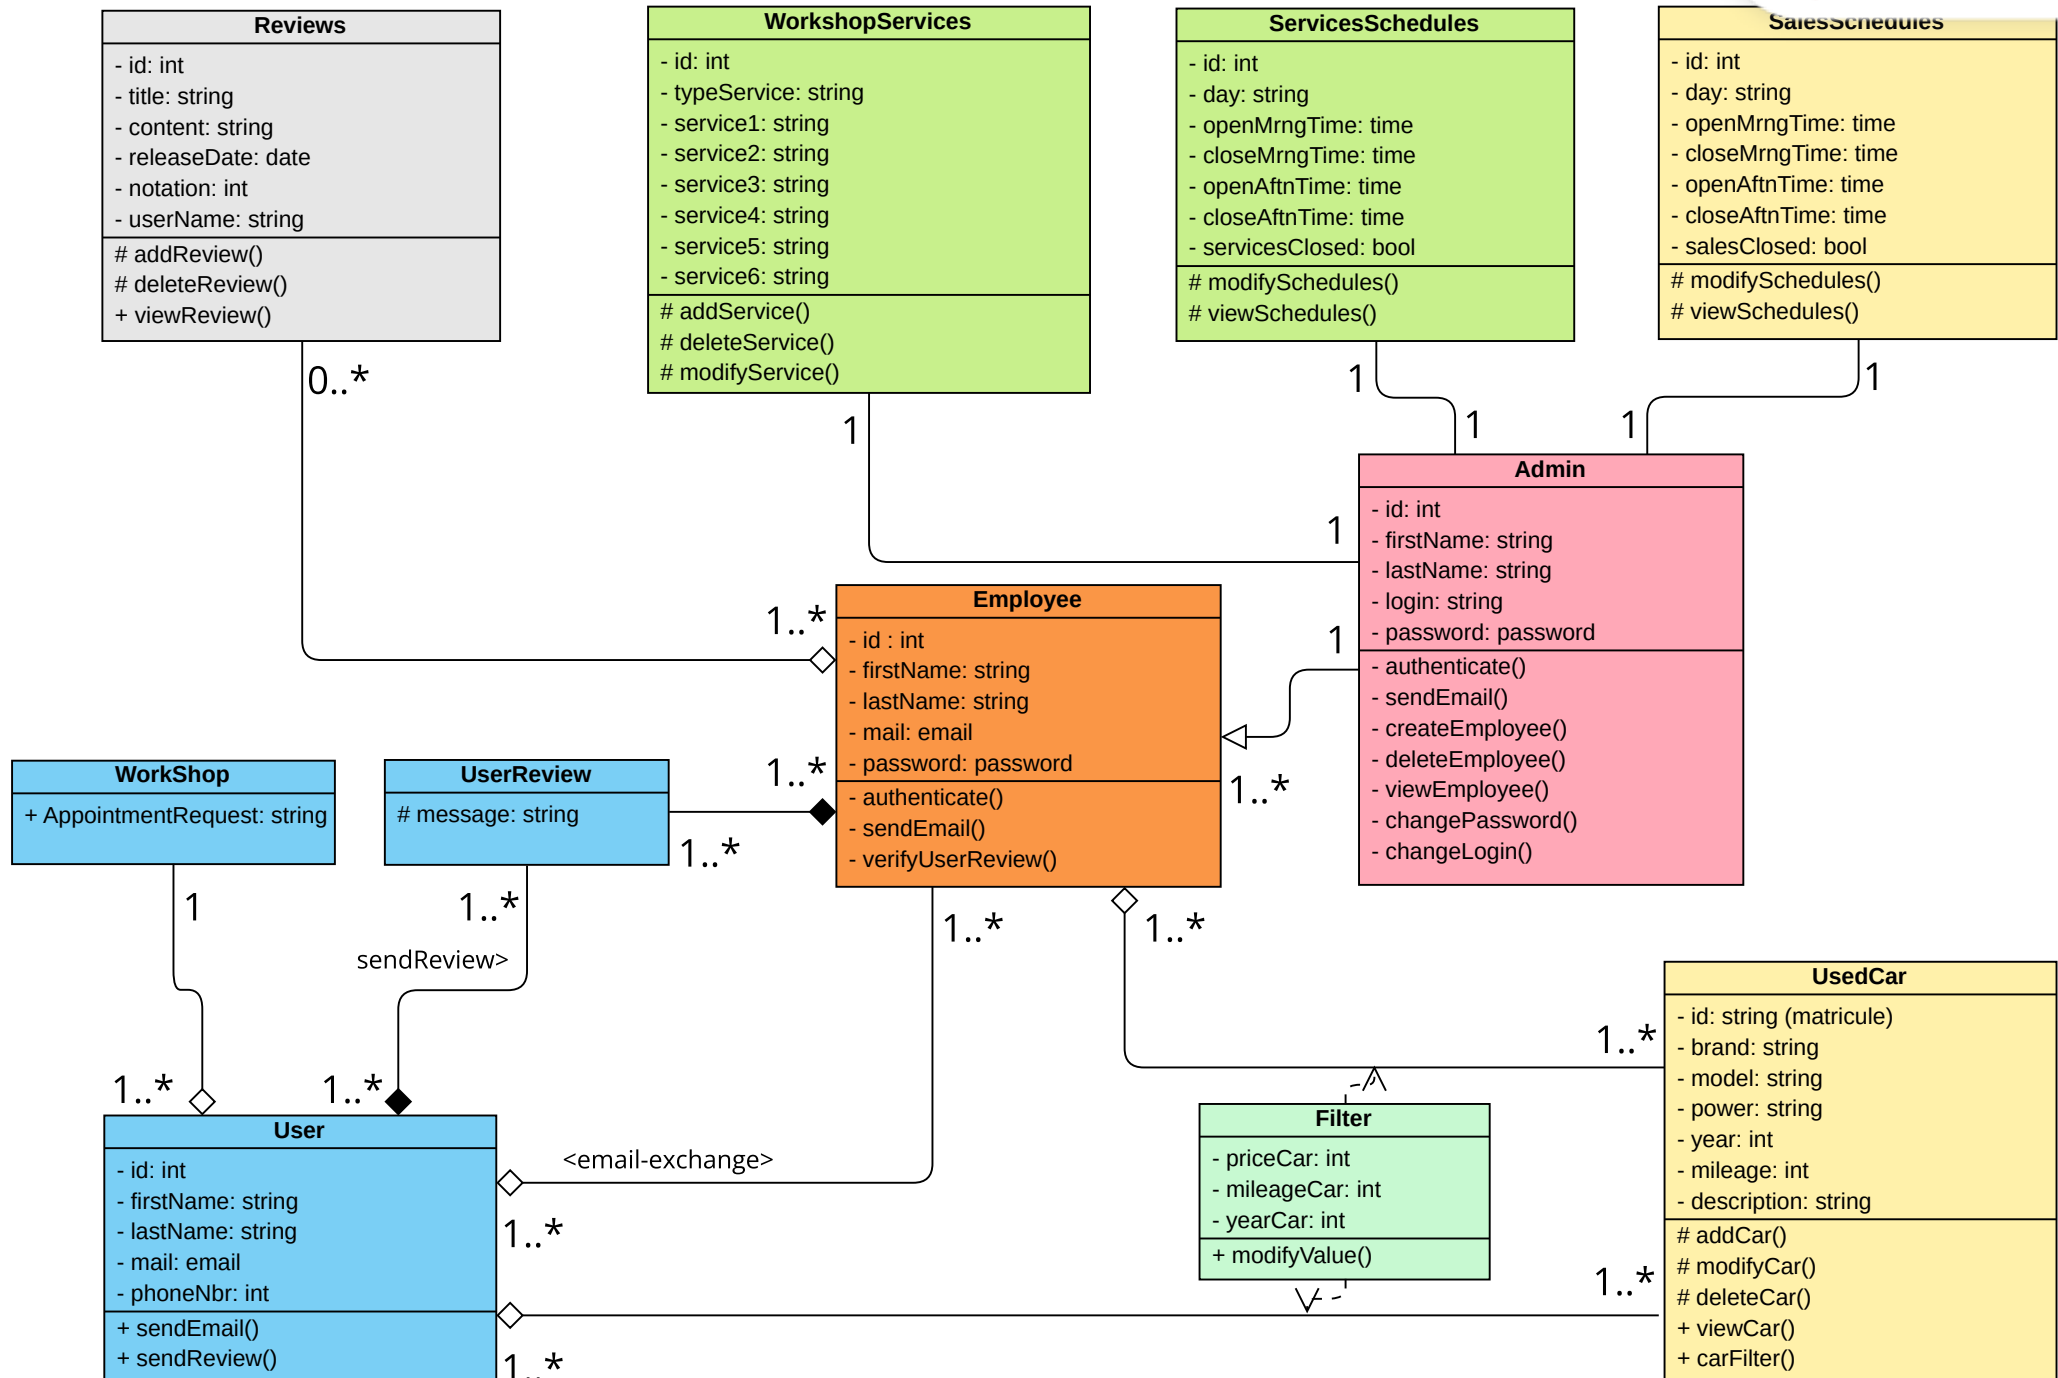 Reviews
- id: int
- title: string
- content: string
- releaseDate: date
- notation: int
- userName: string
# addReview()
# deleteReview()
+ viewReview()
0..*
WorkshopServices
- id: int
- typeService: string
- service1: string
- service2: string
- service3: string
- service4: string
- service5: string
- service6: string
# addService()
# deleteService()
# modifyService()
1
ServicesSchedules
- id: int
- day: string
- openMrngTime: time
- closeMrngTime: time
- openAftnTime: time
- closeAftnTime: time
- servicesClosed: bool
# modifySchedules()
# viewSchedules()
1
1
SalesSchedules
- id: int
- day: string
- openMrngTime: time
- closeMrngTime: time
- openAftnTime: time
- closeAftnTime: time
- salesClosed: bool
# modifySchedules()
# viewSchedules()
1
1
Admin
- id: int
- firstName: string
- lastName: string
- login: string
- password: password
- authenticate()
- sendEmail()
- createEmployee()
- deleteEmployee()
- viewEmployee()
- changePassword()
- changeLogin()
1
1
1..*
Employee
- id : int
- firstName: string
- lastName: string
- mail: email
- password: password
- authenticate()
- sendEmail()
- verifyUserReview()
1..*
1..*
1..*
1..*
WorkShop
+ AppointmentRequest: string
1
1..*
UserReview
# message: string
1..*
1..*
sendReview>
1..*
User
- id: int
- firstName: string
- lastName: string
- mail: email
- phoneNbr: int
+ sendEmail()
+ sendReview()
<email-exchange>
1..*
1..*
Filter
- priceCar: int
- mileageCar: int
- yearCar: int
+ modifyValue()
1..*
1..*
UsedCar
- id: string (matricule)
- brand: string
- model: string
- power: string
- year: int
- mileage: int
- description: string
# addCar()
# modifyCar()
# deleteCar()
+ viewCar()
+ carFilter()